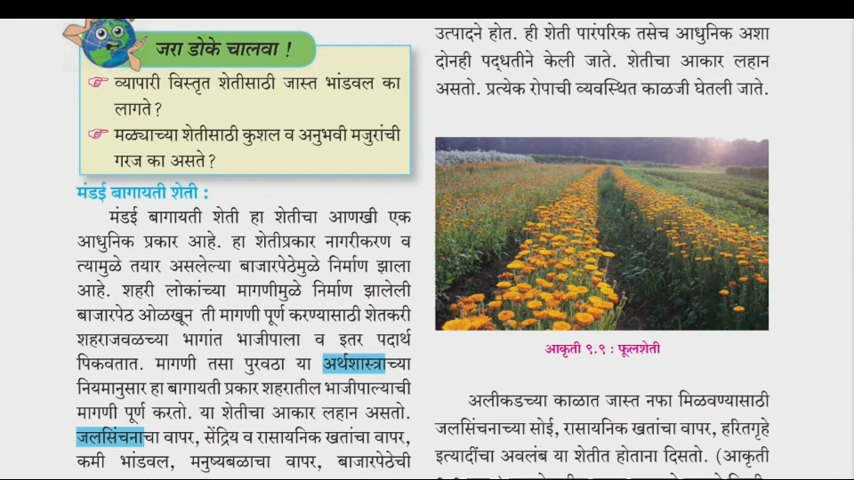 जरा डोके चालवा !
व्यापारी विस्तृत शेतीसाठी जास्त भांडवल का
लागते ?
मळ्याच्या शेतीसाठी कुशल व अनुभवी मजुरांची
गरज का असते ?
मंडई बागायती शेती :
मंडई बागायती शेती हा शेतीचा आणखी एक
आधुनिक प्रकार आहे. हा शेतीप्रकार नागरीकरण व
त्यामुळे तयार असलेल्या बाजारपेठेमुळे निर्माण झाला
आहे. शहरी लोकांच्या मागणीमुळे निर्माण झालेली
बाजारपेठ ओळखून ती मागणी पूर्ण करण्यासाठी शेतकरी
शहराजवळच्या भागांत भाजीपाला व इतर पदार्थ
पिकवतात. मागणी तसा पुरवठा या अर्थशास्त्राच्या
नियमानुसार हा बागायती प्रकार शहरातील भाजीपाल्याची
मागणी पूर्ण करतो. या शेतीचा आकार लहान असतो.
जलसिंचनाचा वापर, सेंद्रिय व रासायनिक खतांचा वापर,
कमी भांडवल, मनुष्यबळाचा वापर, बाजारपेठेची
उत्पादने होत. ही शेती पारंपरिक तसेच आधुनिक अशा
दोनही पद्धतीने केली जाते. शेतीचा आकार लहान
असतो. प्रत्येक रोपाची व्यवस्थित काळजी घेतली जाते.
आकृती ९.९ : फूलशेती
अलीकडच्या काळात जास्त नफा मिळवण्यासाठी
जलसिंचनाच्या सोई, रासायनिक खतांचा वापर, हरितगृहे
इत्यादींचा अवलंब या शेतीत होताना दिसतो. (आकृती